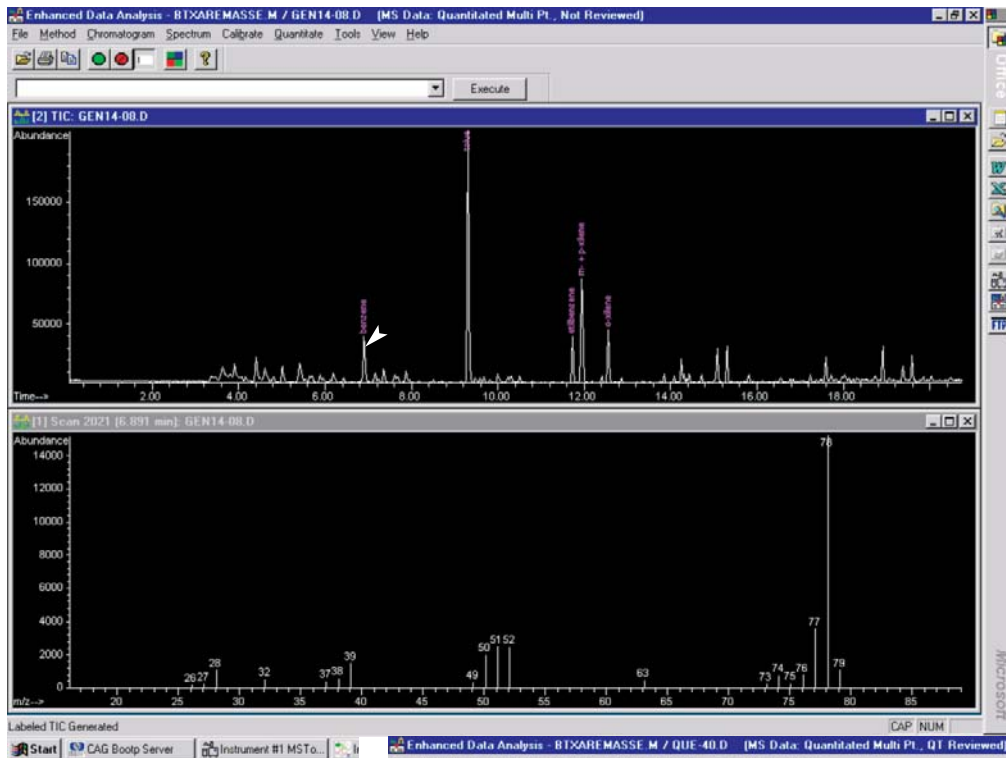 Enhanced Data Analysis - BTXAREMASSE.M / GEN14-08.D (MS Data: Quantitated Multi Pt., Not Reviewed)
File Method Chromatogram Spectrum Calibrate Quantitate Tools View Help
Execute
[2] TIC: GEN14-08.D
Abundance
150000
100000
50000
benzene
etilbenzene
m- + p-xilene
o-xilene
Time--> 2.00 4.00 6.00 8.00 10.00 12.00 14.00 16.00 18.00
[1] Scan 2021 (6.891 min): GEN14-08.D
Abundance
14000
12000
10000
8000
6000
4000
2000
0
26 27 28 32 37 38 39 49 50 51 52 63 73 74 75 76 77 78 79
m/z--> 20 25 30 35 40 45 50 55 60 65 70 75 80 85
Labeled TIC Generated
CAP NUM
Start CAG Bootp Server Instrument #1 MSTo...
Enhanced Data Analysis - BTXAREMASSE.M / QUE-40.D (MS Data: Quantitated Multi Pt., QT Reviewed)
Office
W
X
FTP
Microsoft